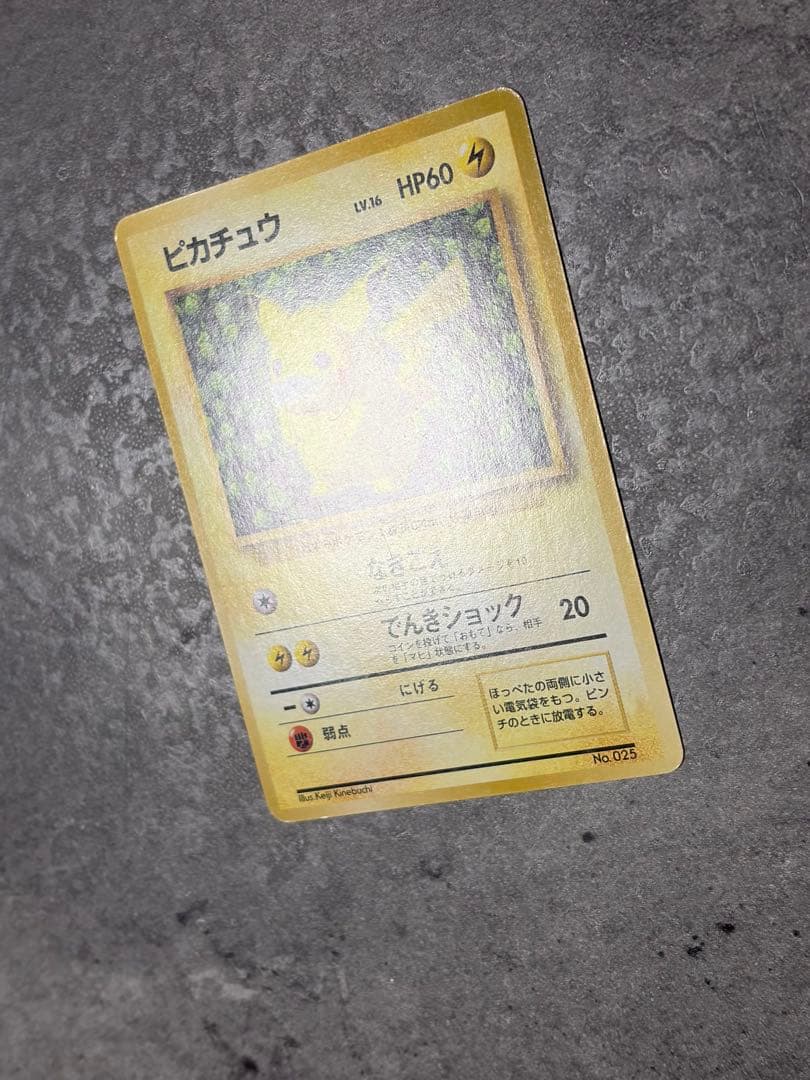 ピカチュウ LV.16 HP60
なきごえ
でんきショック 20
コインを投げて「おもて」なら、相手
を「マヒ」状態にする。
にげる
弱点
ほっぺたの両側に小さ
い電気袋をもつ。ピン
チのときに放電する。
Illus.Keiji Kinebuchi
No.025